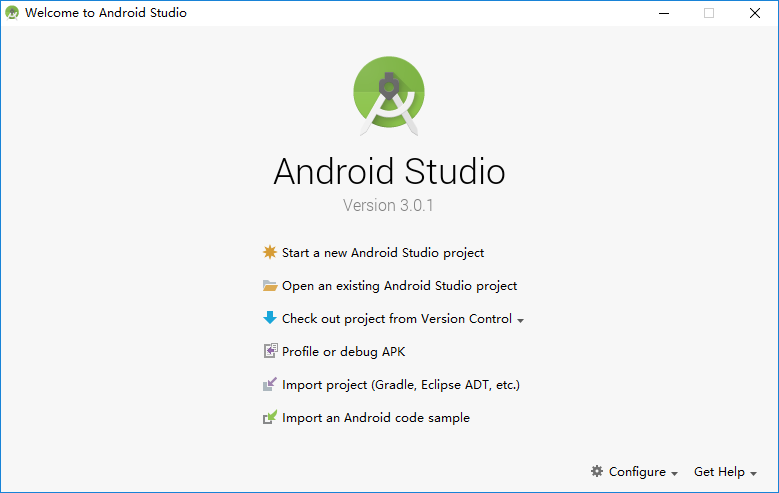 Welcome to Android Studio
Android Studio
Version 3.0.1
Start a new Android Studio project
Open an existing Android Studio project
Check out project from Version Control
Profile or debug APK
Import project (Gradle, Eclipse ADT, etc.)
Import an Android code sample
Configure Get Help